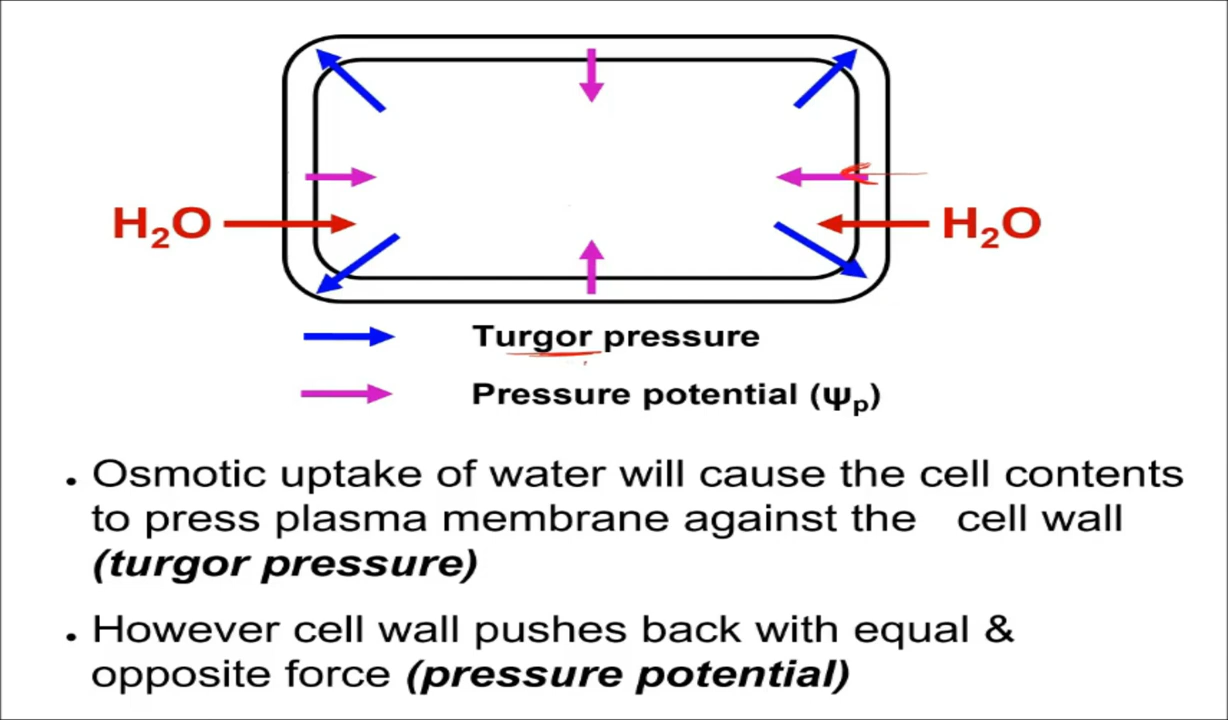 H₂O H₂O
Turgor pressure
Pressure potential (ψₚ)
• Osmotic uptake of water will cause the cell contents
to press plasma membrane against the cell wall
(turgor pressure)
• However cell wall pushes back with equal &
opposite force (pressure potential)